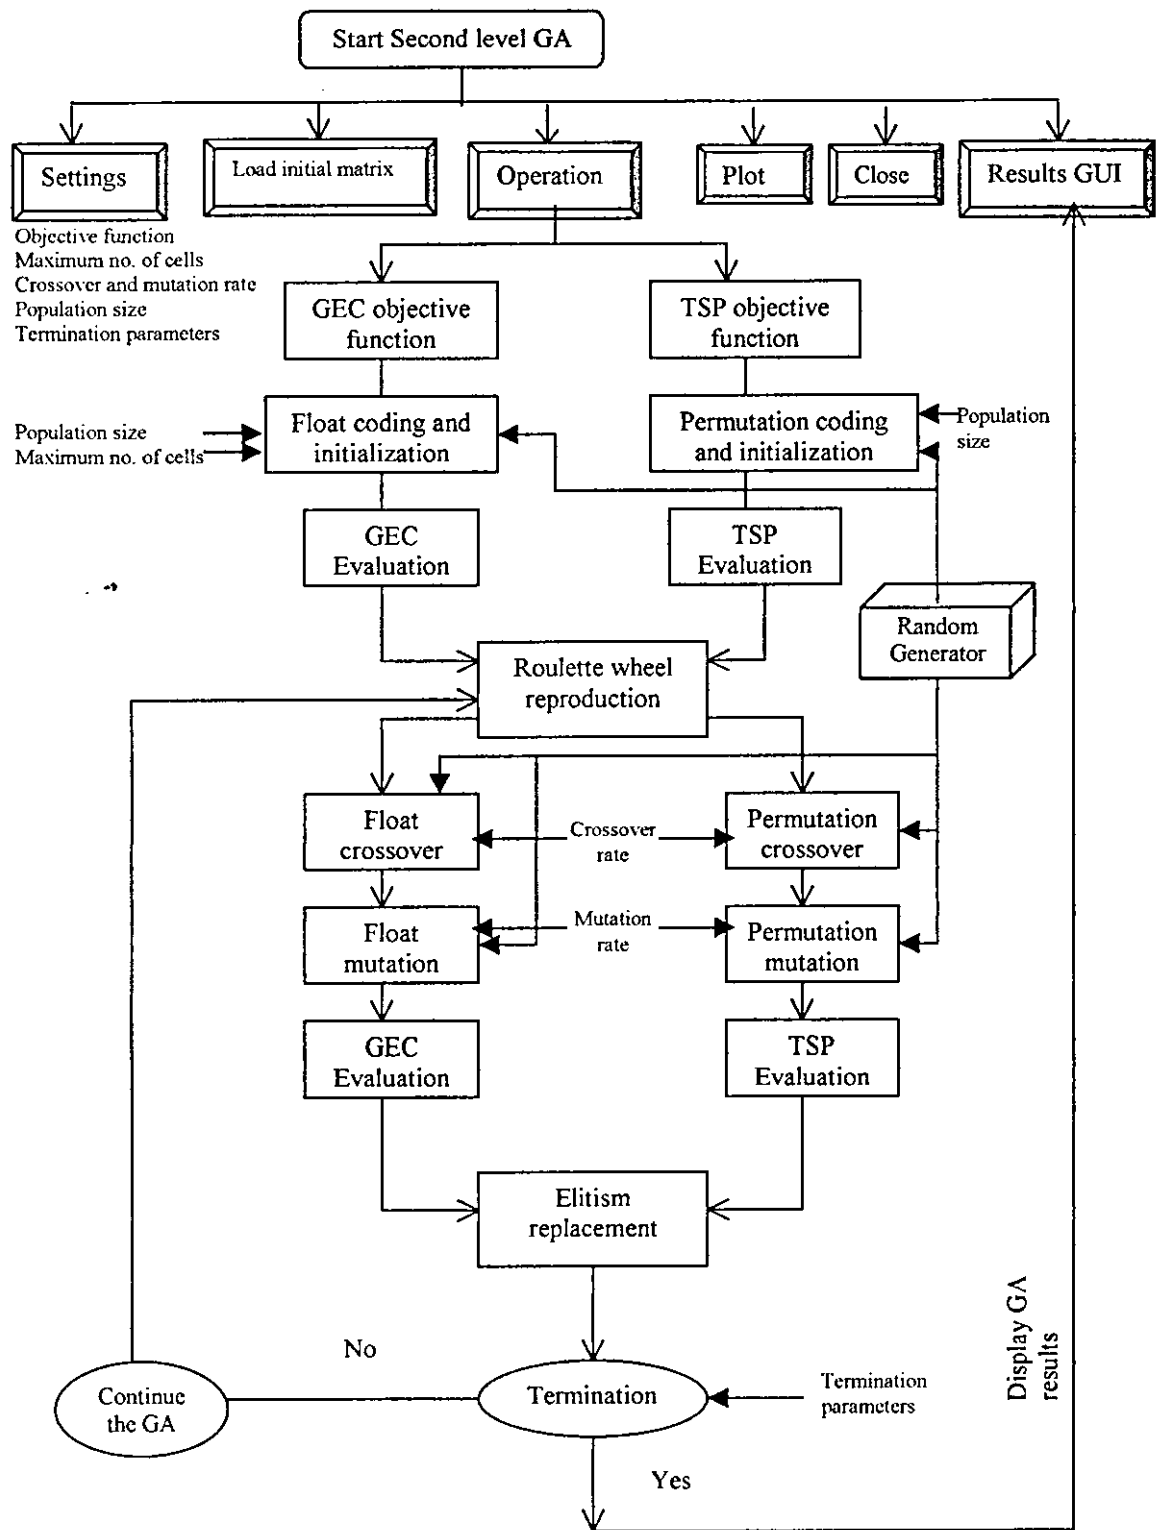 Start Second level GA
Settings
Load initial matrix
Operation
Plot
Close
Results GUI
Objective function
Maximum no. of cells
Crossover and mutation rate
Population size
Termination parameters
GEC objective
function
TSP objective
function
Population size
Maximum no. of cells
Float coding and
initialization
Permutation coding
and initialization
Population
size
GEC
Evaluation
TSP
Evaluation
Random
Generator
Roulette wheel
reproduction
Float
crossover
Crossover
rate
Permutation
crossover
Float
mutation
Mutation
rate
Permutation
mutation
GEC
Evaluation
TSP
Evaluation
Elitism
replacement
Display GA
results
No
Continue
the GA
Termination
Termination
parameters
Yes